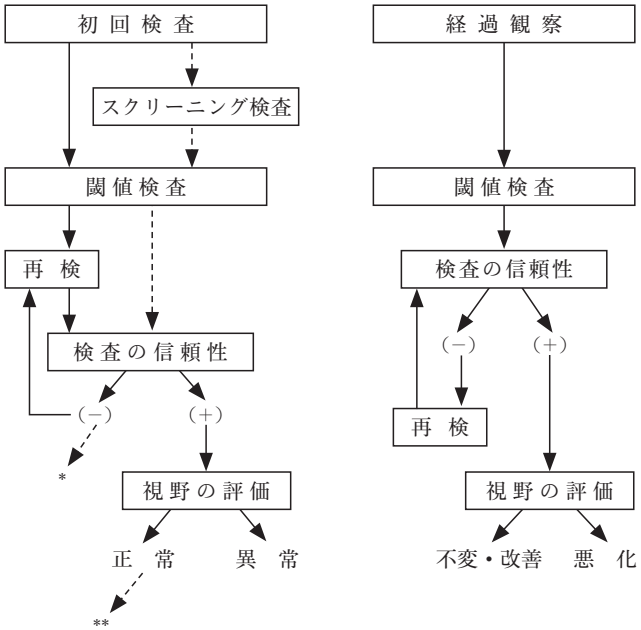 初回検査
スクリーニング検査
閾値検査
再検
検査の信頼性
(−)
(+)
*
視野の評価
正常
異常
**
経過観察
閾値検査
検査の信頼性
(−)
(+)
再検
視野の評価
不変・改善
悪化